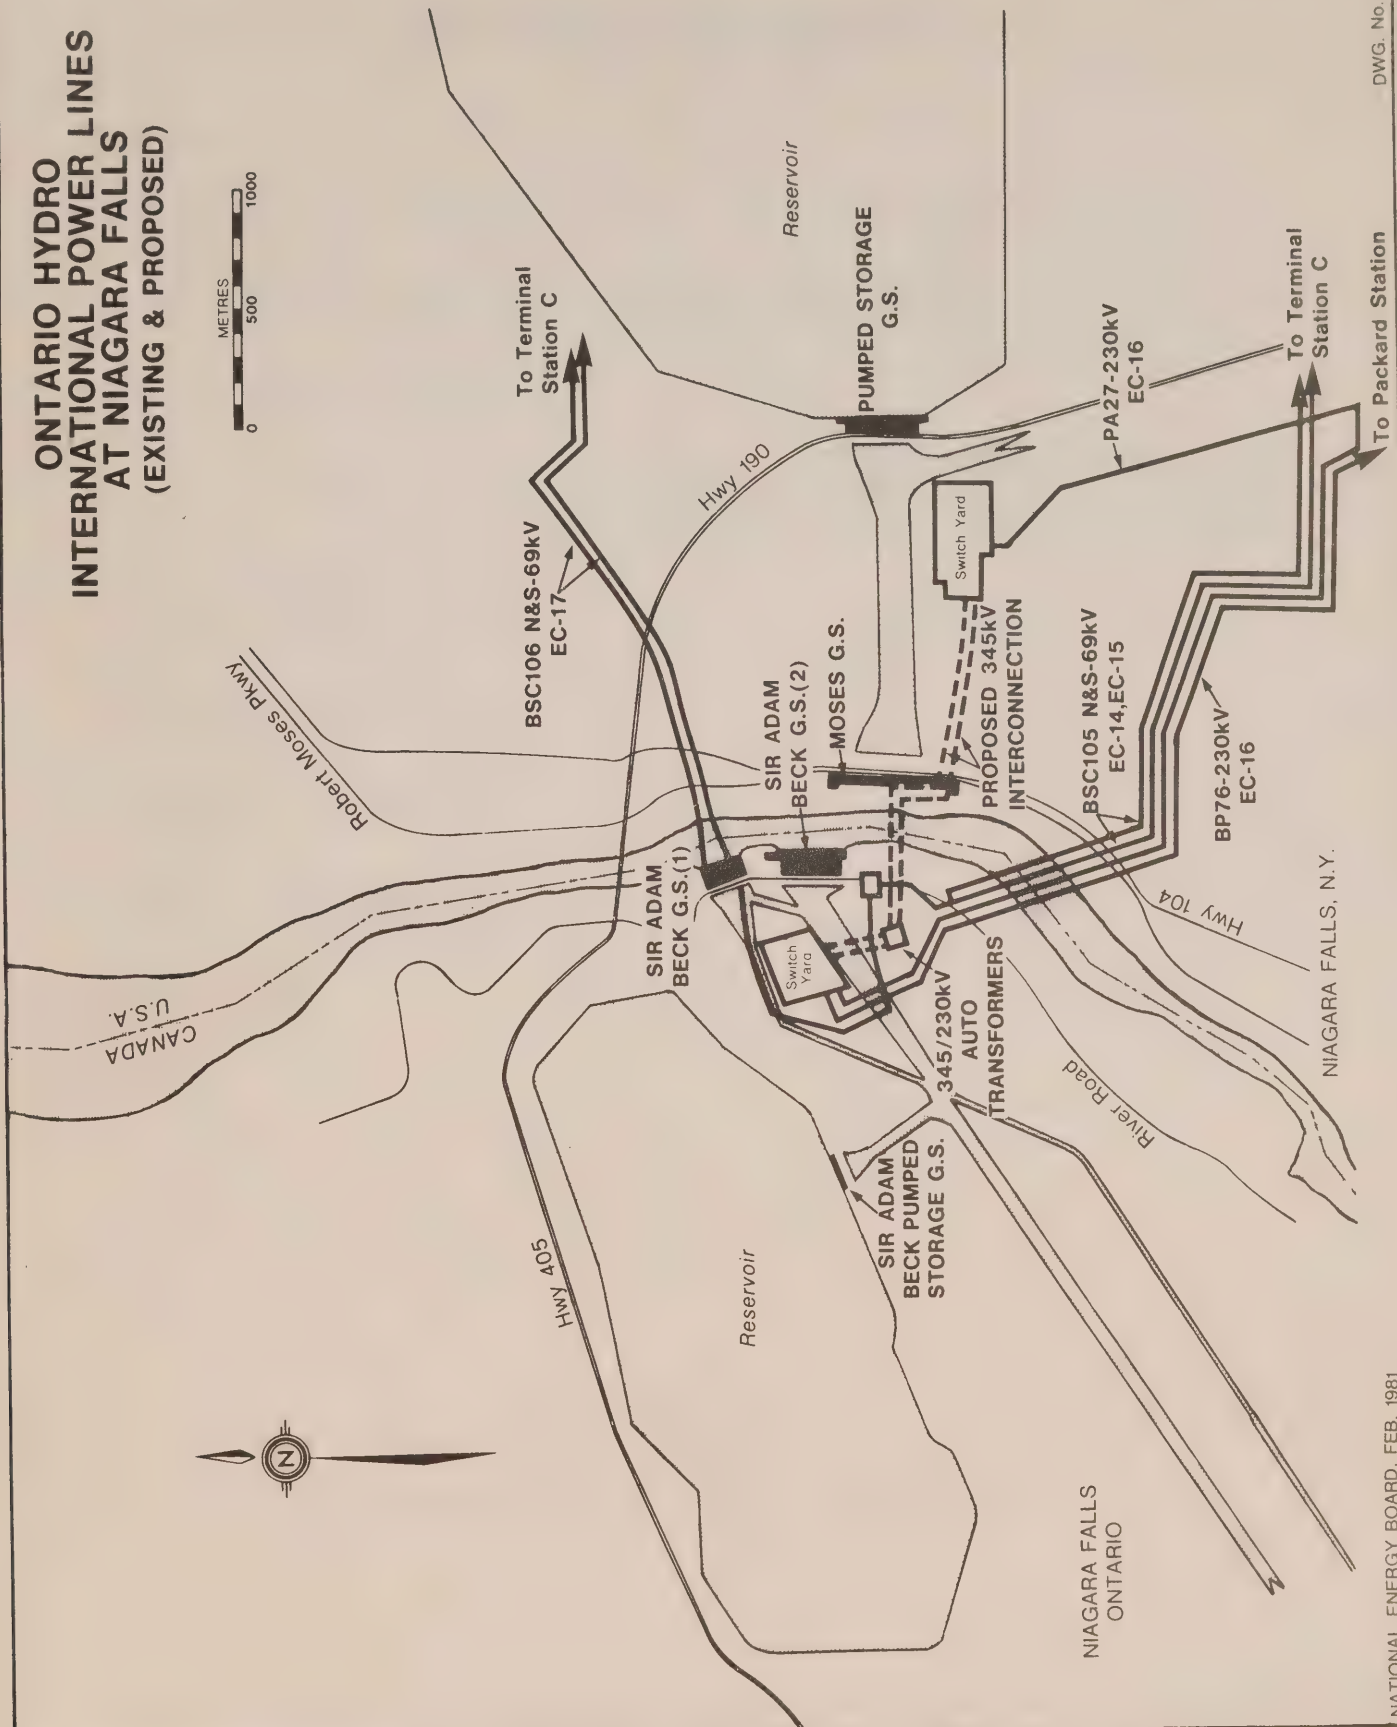 ONTARIO HYDRO
INTERNATIONAL POWER LINES
AT NIAGARA FALLS
(EXISTING & PROPOSED)
METRES
0 500 1000
N
CANADA
U.S.A.
Robert Moses Pkwy
BSC106 N&S-69kV
EC-17
To Terminal
Station C
Hwy 405
Hwy 190
Reservoir
Reservoir
SIR ADAM
BECK G.S.(1)
SIR ADAM
BECK G.S.(2)
MOSES G.S.
PUMPED STORAGE
G.S.
Switch
Yard
Switch Yard
SIR ADAM
BECK PUMPED
STORAGE G.S.
345/230kV
AUTO
TRANSFORMERS
PROPOSED 345kV
INTERCONNECTION
PA27-230kV
EC-16
BSC105 N&S-69kV
EC-14,EC-15
BP76-230kV
EC-16
River Road
Hwy 104
To Terminal
Station C
To Packard Station
NIAGARA FALLS
ONTARIO
NIAGARA FALLS, N.Y.
NATIONAL ENERGY BOARD, FEB. 1981
DWG. No.